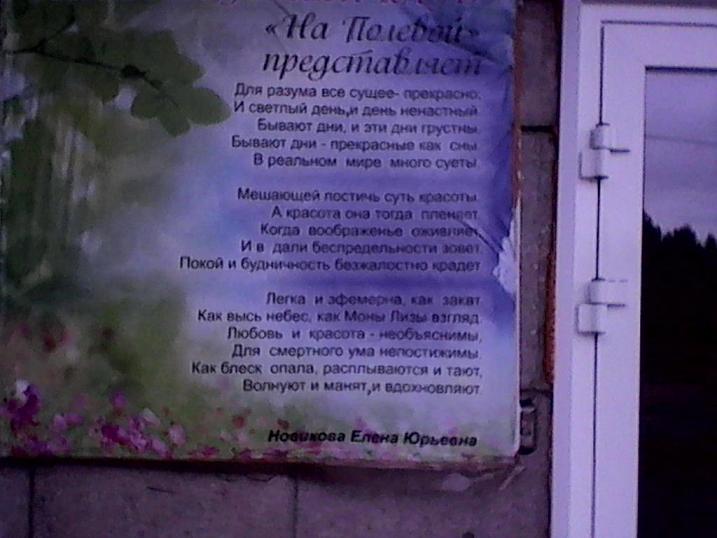 «На Полевой»
представляет
Для разума все сущее- прекрасно,
И светлый день,и день ненастный.
Бывают дни, и эти дни грустны.
Бывают дни - прекрасные как сны.
В реальном мире много суеты.
Мешающей постичь суть красоты.
А красота она тогда пленяет,
Когда воображенье оживляет,
И в дали беспредельности зовет.
Покой и будничность безжалостно крадет
Легка и эфемерна, как закат.
Как высь небес, как Моны Лизы взгляд.
Любовь и красота - необъяснимы,
Для смертного ума непостижимы.
Как блеск опала, расплываются и тают,
Волнуют и манят,и вдохновляют.
Новикова Елена Юрьевна